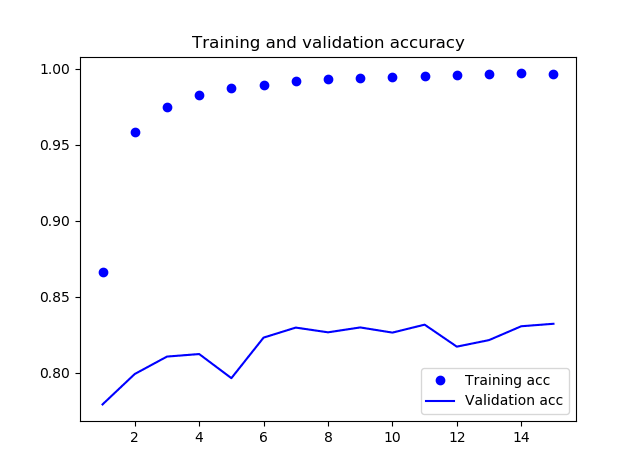 Training and validation accuracy
1.00
0.95
0.90
0.85
0.80
Training acc
Validation acc
2 4 6 8 10 12 14